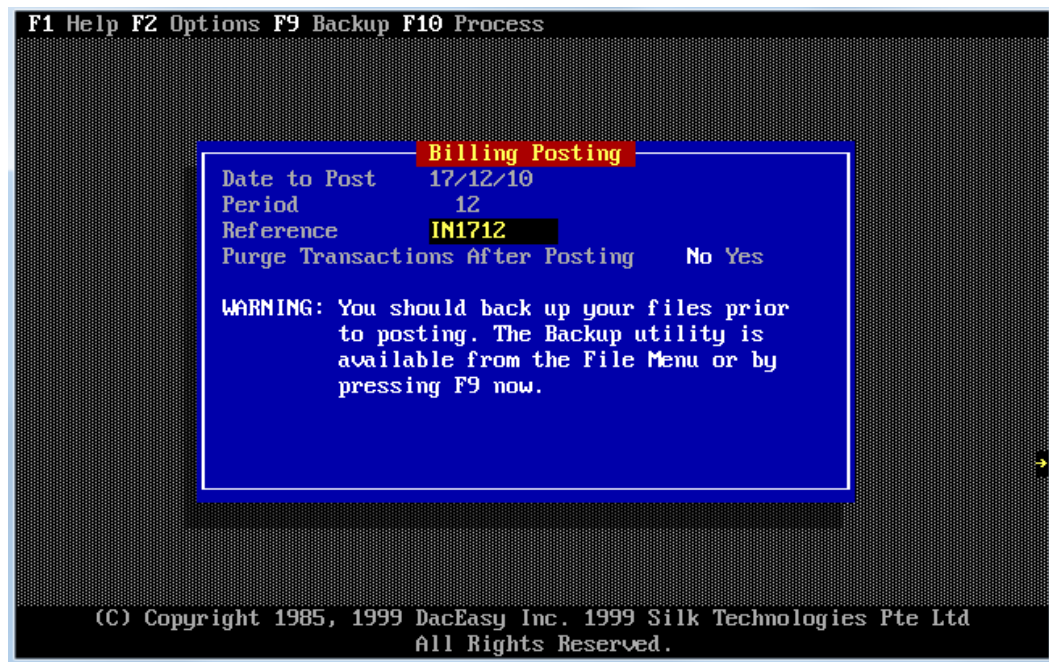 F1 Help F2 Options F9 Backup F10 Process
Billing Posting
Date to Post 17/12/10
Period 12
Reference IN1712
Purge Transactions After Posting No Yes
WARNING: You should back up your files prior
to posting. The Backup utility is
available from the File Menu or by
pressing F9 now.
(C) Copyright 1985, 1999 DacEasy Inc. 1999 Silk Technologies Pte Ltd
All Rights Reserved.